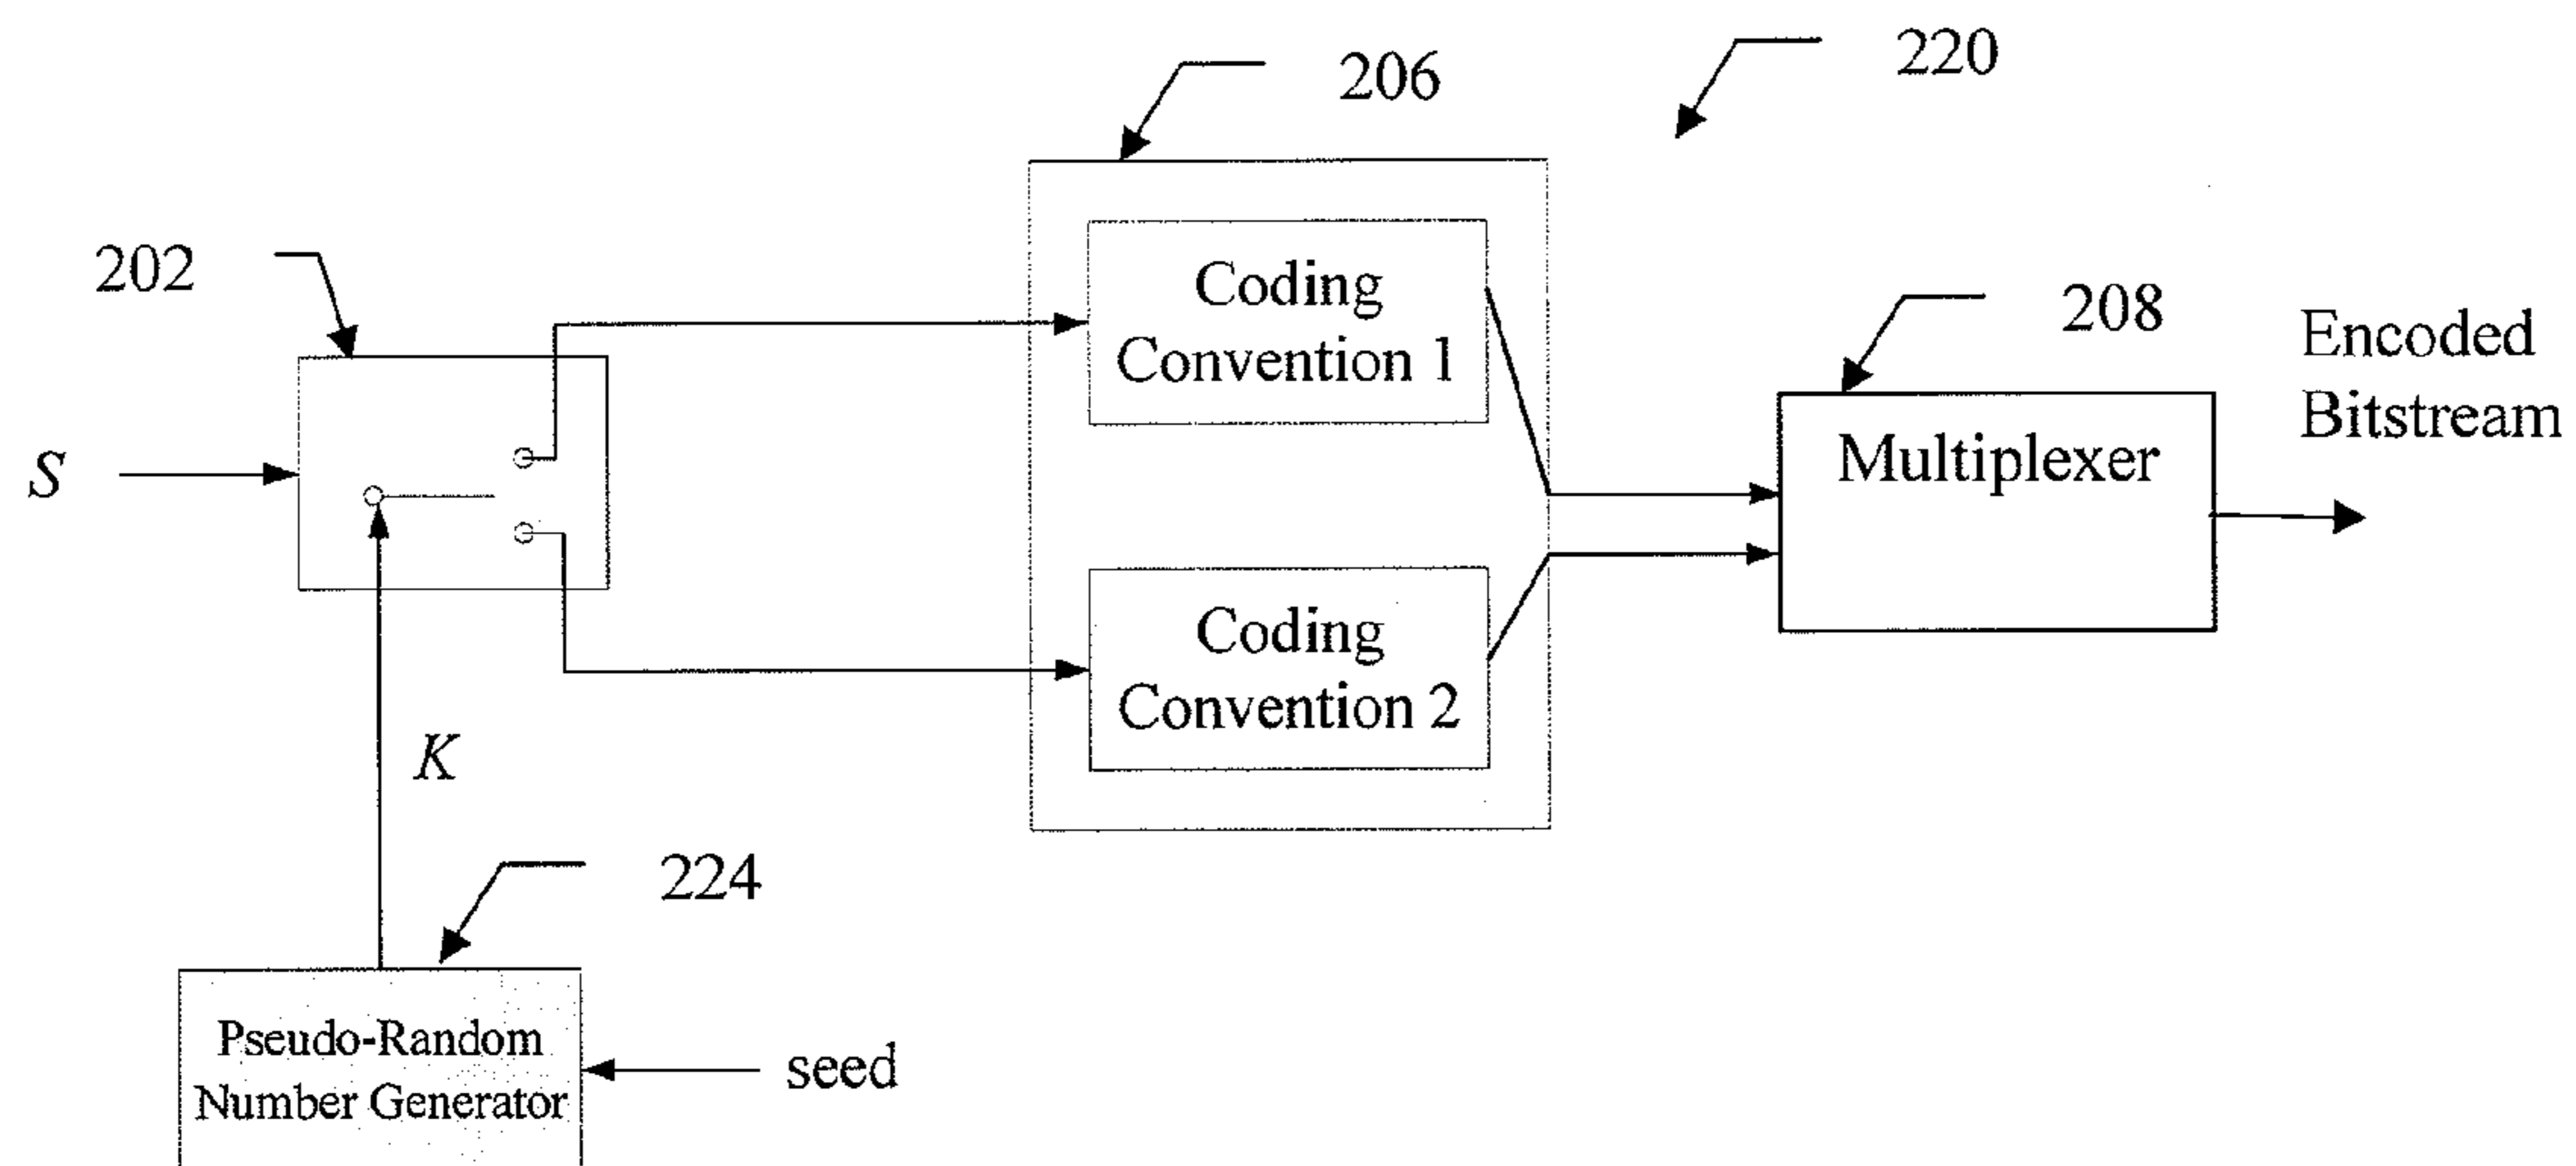 220
206
202
208
Coding
Convention 1
Encoded
Bitstream
Multiplexer
S
Coding
Convention 2
K
224
Pseudo-Random
Number Generator
seed